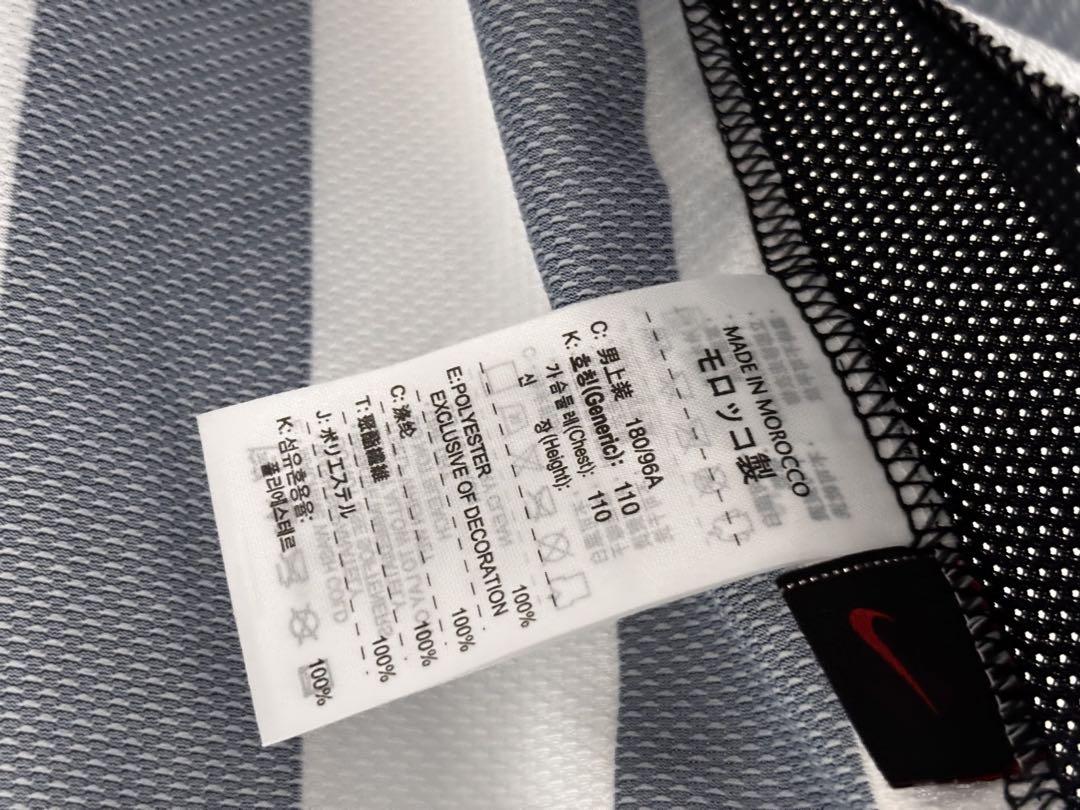 MADE IN MOROCCO
モロッコ製
C: 男上装 180/96A
K: 호칭(Generic): 110
가슴둘레(Chest): 110
신 장(Height):
E:POLYESTER 100%
EXCLUSIVE OF DECORATION
C: 涤纶 100%
T: 聚酯纖維 100%
J: ポリエステル 100%
K: 섬유혼용율:
폴리에스테르 100%